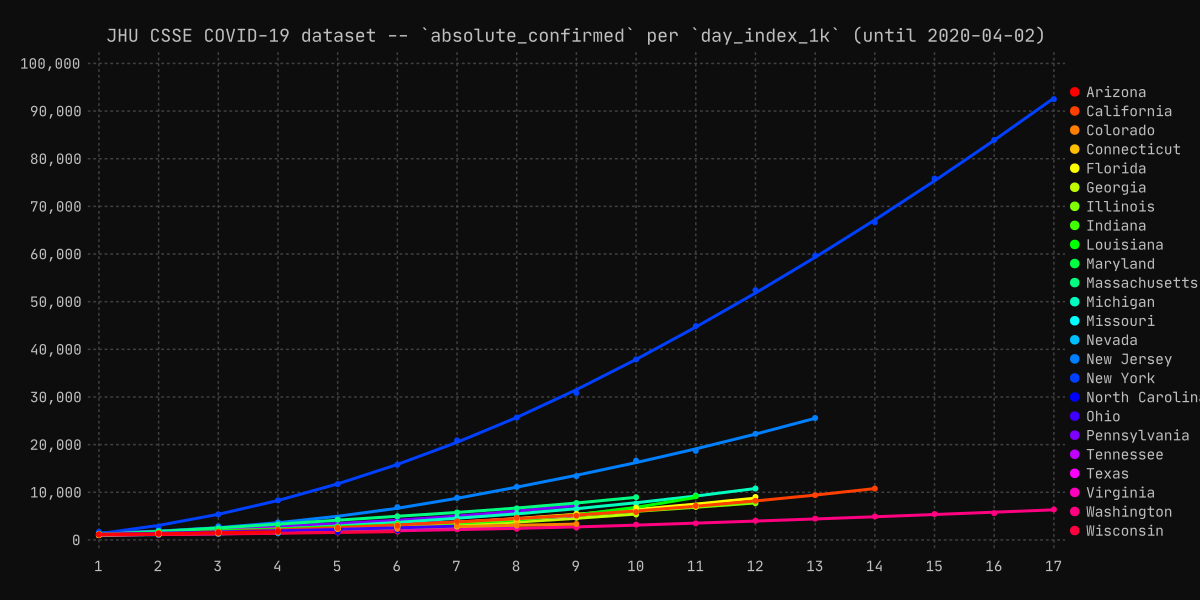 JHU CSSE COVID-19 dataset -- `absolute_confirmed` per `day_index_1k` (until 2020-04-02)
100,000
90,000
80,000
70,000
60,000
50,000
40,000
30,000
20,000
10,000
0
1 2 3 4 5 6 7 8 9 10 11 12 13 14 15 16 17
Arizona
California
Colorado
Connecticut
Florida
Georgia
Illinois
Indiana
Louisiana
Maryland
Massachusetts
Michigan
Missouri
Nevada
New Jersey
New York
North Carolin
Ohio
Pennsylvania
Tennessee
Texas
Virginia
Washington
Wisconsin